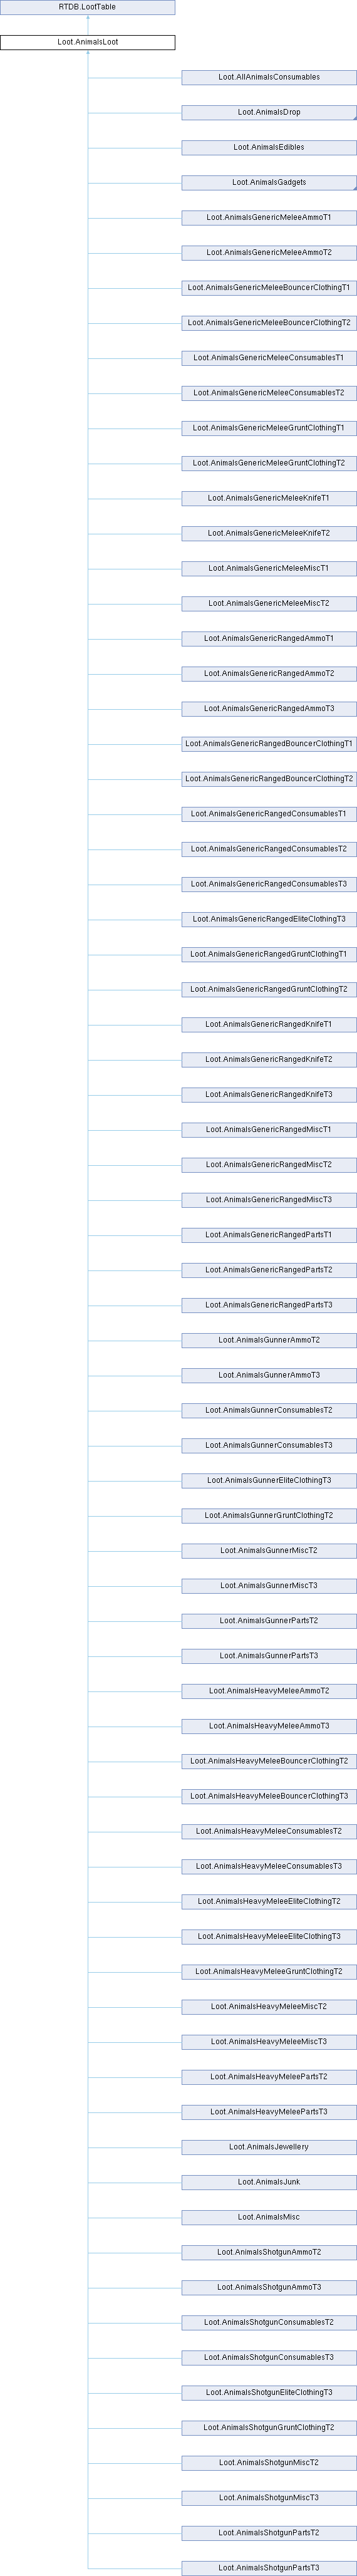 RTDB.LootTable
Loot.AnimalsLoot
Loot.AllAnimalsConsumables
Loot.AnimalsDrop
Loot.AnimalsEdibles
Loot.AnimalsGadgets
Loot.AnimalsGenericMeleeAmmoT1
Loot.AnimalsGenericMeleeAmmoT2
Loot.AnimalsGenericMeleeBouncerClothingT1
Loot.AnimalsGenericMeleeBouncerClothingT2
Loot.AnimalsGenericMeleeConsumablesT1
Loot.AnimalsGenericMeleeConsumablesT2
Loot.AnimalsGenericMeleeGruntClothingT1
Loot.AnimalsGenericMeleeGruntClothingT2
Loot.AnimalsGenericMeleeKnifeT1
Loot.AnimalsGenericMeleeKnifeT2
Loot.AnimalsGenericMeleeMiscT1
Loot.AnimalsGenericMeleeMiscT2
Loot.AnimalsGenericRangedAmmoT1
Loot.AnimalsGenericRangedAmmoT2
Loot.AnimalsGenericRangedAmmoT3
Loot.AnimalsGenericRangedBouncerClothingT1
Loot.AnimalsGenericRangedBouncerClothingT2
Loot.AnimalsGenericRangedConsumablesT1
Loot.AnimalsGenericRangedConsumablesT2
Loot.AnimalsGenericRangedConsumablesT3
Loot.AnimalsGenericRangedEliteClothingT3
Loot.AnimalsGenericRangedGruntClothingT1
Loot.AnimalsGenericRangedGruntClothingT2
Loot.AnimalsGenericRangedKnifeT1
Loot.AnimalsGenericRangedKnifeT2
Loot.AnimalsGenericRangedKnifeT3
Loot.AnimalsGenericRangedMiscT1
Loot.AnimalsGenericRangedMiscT2
Loot.AnimalsGenericRangedMiscT3
Loot.AnimalsGenericRangedPartsT1
Loot.AnimalsGenericRangedPartsT2
Loot.AnimalsGenericRangedPartsT3
Loot.AnimalsGunnerAmmoT2
Loot.AnimalsGunnerAmmoT3
Loot.AnimalsGunnerConsumablesT2
Loot.AnimalsGunnerConsumablesT3
Loot.AnimalsGunnerEliteClothingT3
Loot.AnimalsGunnerGruntClothingT2
Loot.AnimalsGunnerMiscT2
Loot.AnimalsGunnerMiscT3
Loot.AnimalsGunnerPartsT2
Loot.AnimalsGunnerPartsT3
Loot.AnimalsHeavyMeleeAmmoT2
Loot.AnimalsHeavyMeleeAmmoT3
Loot.AnimalsHeavyMeleeBouncerClothingT2
Loot.AnimalsHeavyMeleeBouncerClothingT3
Loot.AnimalsHeavyMeleeConsumablesT2
Loot.AnimalsHeavyMeleeConsumablesT3
Loot.AnimalsHeavyMeleeEliteClothingT2
Loot.AnimalsHeavyMeleeEliteClothingT3
Loot.AnimalsHeavyMeleeGruntClothingT2
Loot.AnimalsHeavyMeleeMiscT2
Loot.AnimalsHeavyMeleeMiscT3
Loot.AnimalsHeavyMeleePartsT2
Loot.AnimalsHeavyMeleePartsT3
Loot.AnimalsJewellery
Loot.AnimalsJunk
Loot.AnimalsMisc
Loot.AnimalsShotgunAmmoT2
Loot.AnimalsShotgunAmmoT3
Loot.AnimalsShotgunConsumablesT2
Loot.AnimalsShotgunConsumablesT3
Loot.AnimalsShotgunEliteClothingT3
Loot.AnimalsShotgunGruntClothingT2
Loot.AnimalsShotgunMiscT2
Loot.AnimalsShotgunMiscT3
Loot.AnimalsShotgunPartsT2
Loot.AnimalsShotgunPartsT3